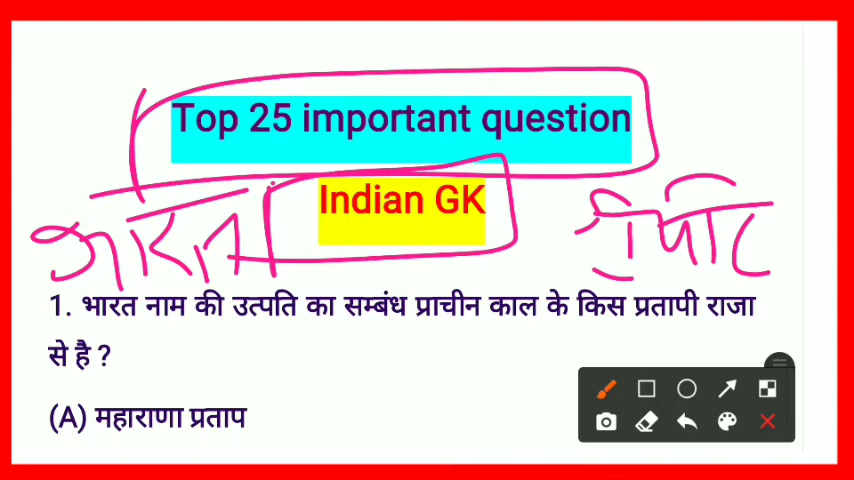 Top 25 important question
Indian GK
भारत
1. भारत नाम की उत्पति का सम्बंध प्राचीन काल के किस प्रतापी राजा
से है ?
(A) महाराणा प्रताप